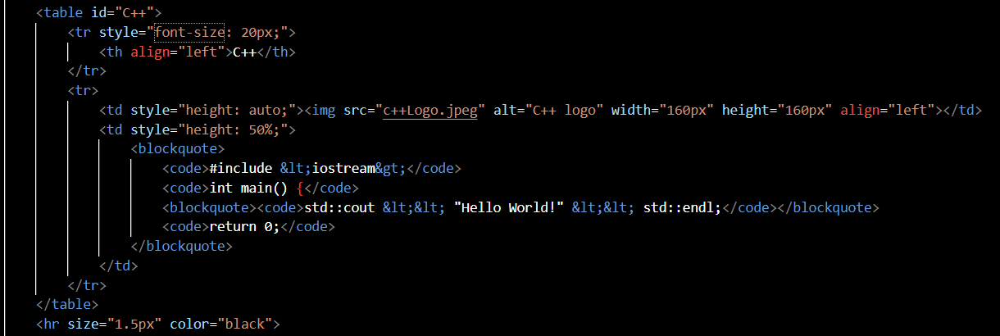 <table id="C++">
<tr style="font-size: 20px;">
<th align="left">C++</th>
</tr>
<tr>
<td style="height: auto;"><img src="c++Logo.jpeg" alt="C++ logo" width="160px" height="160px" align="left"></td>
<td style="height: 50%;">
<blockquote>
<code>#include &lt;iostream&gt;</code>
<code>int main() {</code>
<blockquote><code>std::cout &lt;&lt; "Hello World!" &lt;&lt; std::endl;</code></blockquote>
<code>return 0;</code>
</blockquote>
</td>
</tr>
</table>
<hr size="1.5px" color="black">